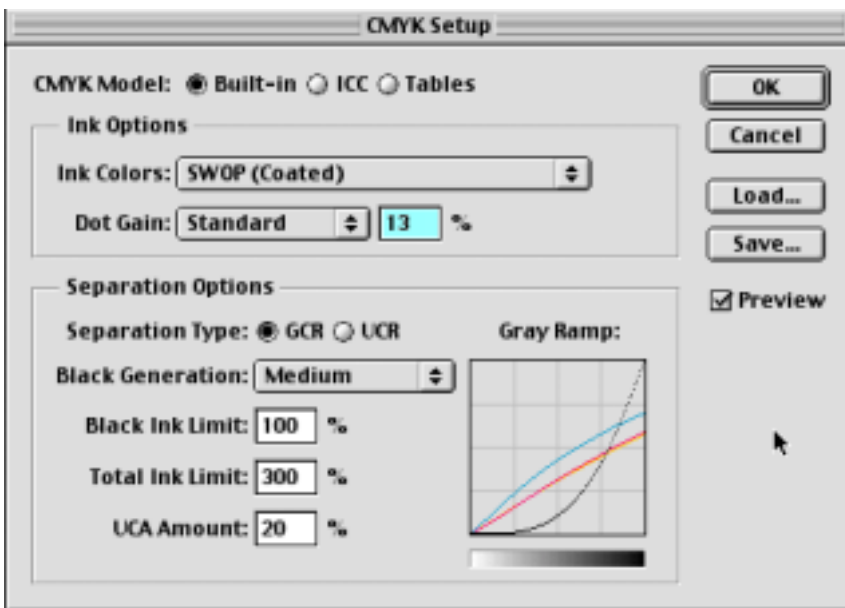 CMYK Setup
CMYK Model: Built-in ICC Tables
OK
Ink Options
Cancel
Ink Colors: SWOP (Coated)
Load...
Dot Gain: Standard 13 %
Save...
Separation Options
Preview
Separation Type: GCR UCR
Gray Ramp:
Black Generation: Medium
Black Ink Limit: 100 %
Total Ink Limit: 300 %
UCA Amount: 20 %